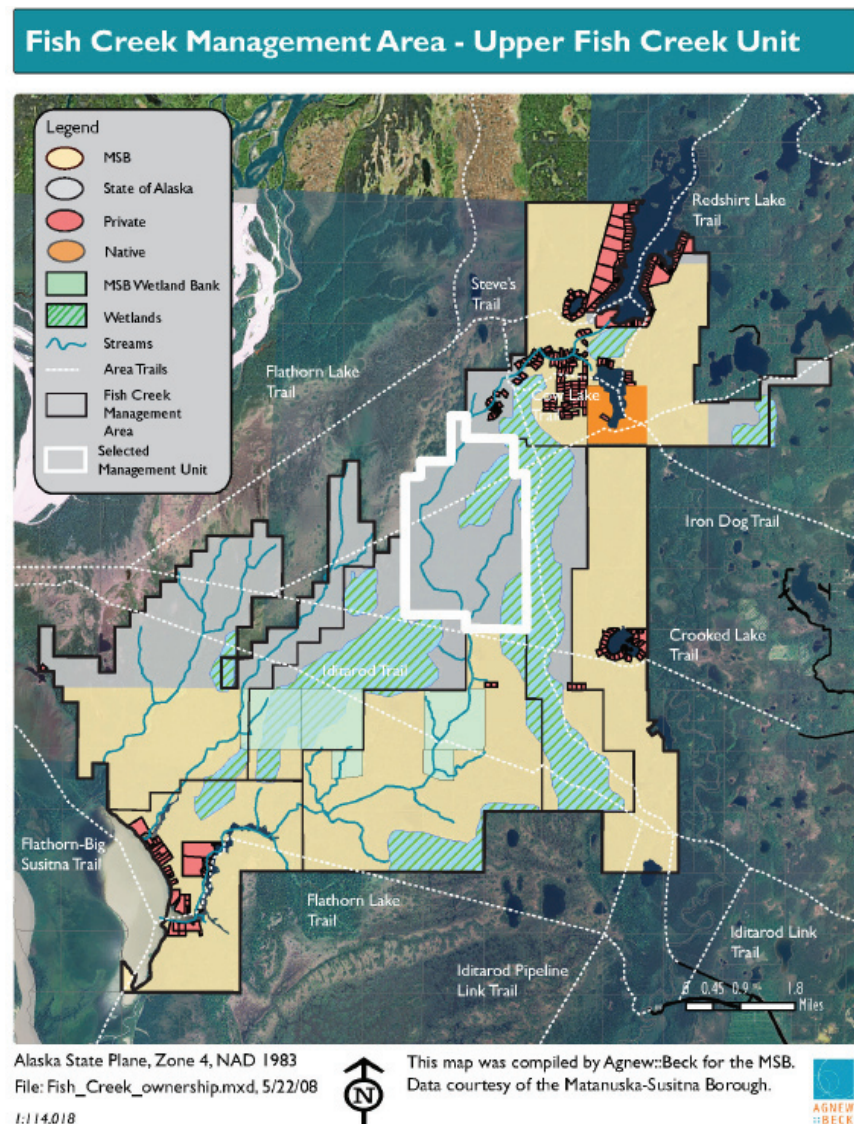 Fish Creek Management Area - Upper Fish Creek Unit
Legend
MSB
State of Alaska
Private
Native
MSB Wetland Bank
Wetlands
Streams
Area Trails
Fish Creek
Management
Area
Selected
Management Unit
Redshirt Lake
Trail
Steve's
Trail
Flathorn Lake
Trail
Cow Lake
Trail
Iron Dog Trail
Crooked Lake
Trail
Iditarod Trail
Flathorn-Big
Susitna Trail
Flathorn Lake
Trail
Iditarod Pipeline
Link Trail
Iditarod Link
Trail
0 0.45 0.9 1.8
Miles
Alaska State Plane, Zone 4, NAD 1983
File: Fish_Creek_ownership.mxd, 5/22/08
1:114,018
N
This map was compiled by Agnew::Beck for the MSB.
Data courtesy of the Matanuska-Susitna Borough.
AGNEW
::BECK